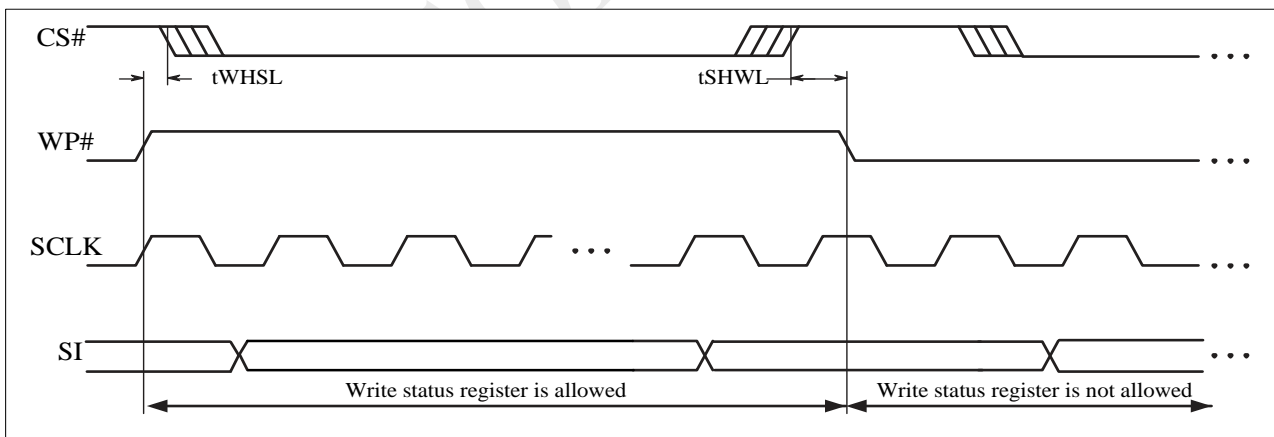 CS#
tWHSL
tSHWL
WP#
SCLK
SI
Write status register is allowed
Write status register is not allowed